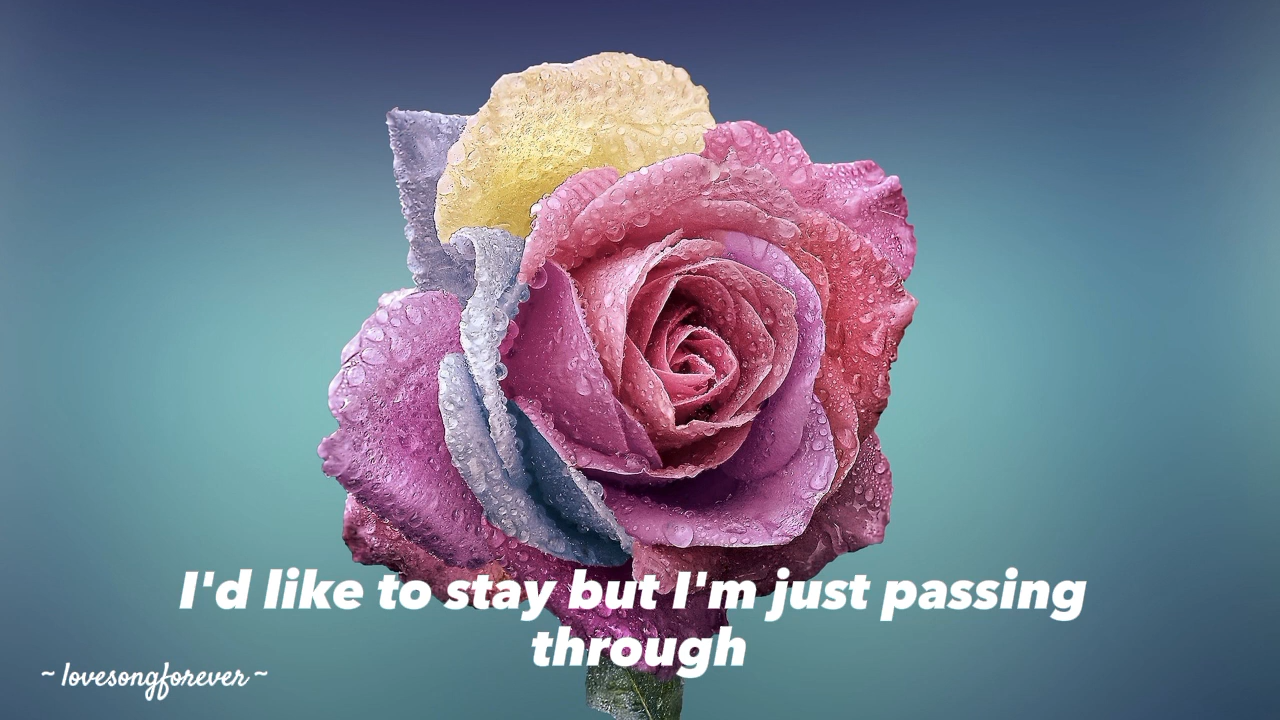 I'd like to stay but I'm just passing
through
~ lovesongforever ~